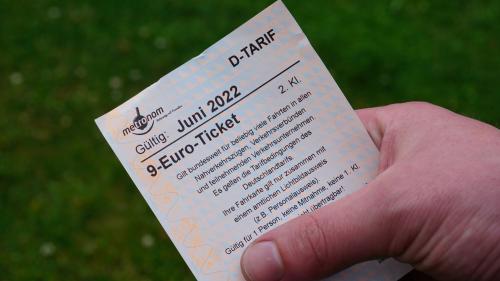 D-TARIF
metronom
Gültig: Juni 2022
9-Euro-Ticket 2. Kl.
Gilt bundesweit für beliebig viele Fahrten in allen
Nahverkehrszügen, Verkehrsverbünden
und teilnehmenden Verkehrsunternehmen
Es gelten die Tarifbedingungen des
Deutschlandtarifs.
Ihre Fahrkarte gilt nur zusammen mit
einem amtlichen Lichtbildausweis
(z.B. Personalausweis).
Gültig für 1 Person, keine Mitnahme, keine 1. Kl.
nicht übertragbar!